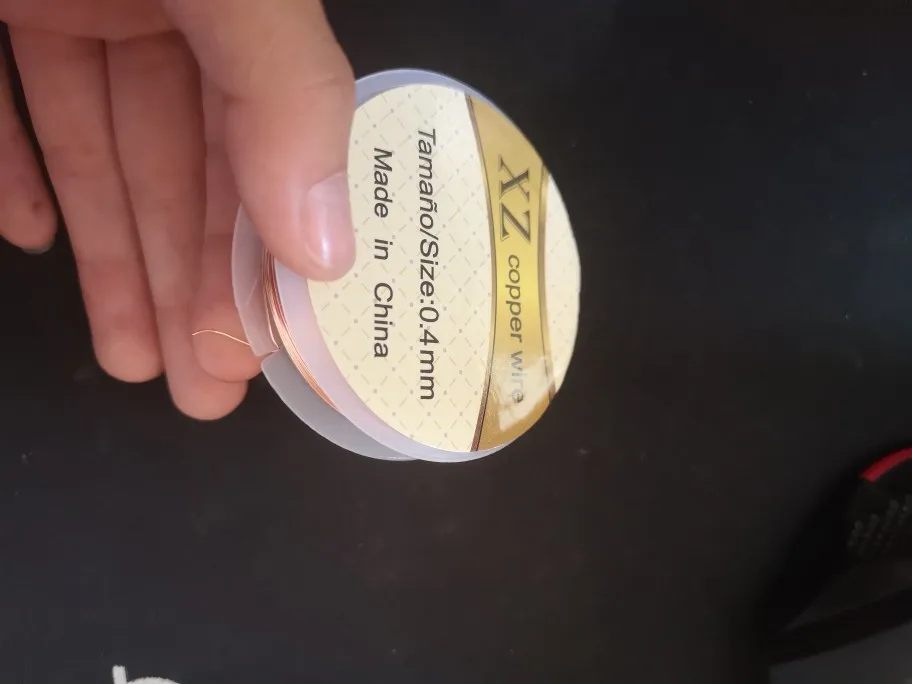 XZ copper wire
Tamaño/Size:0.4mm
Made in China